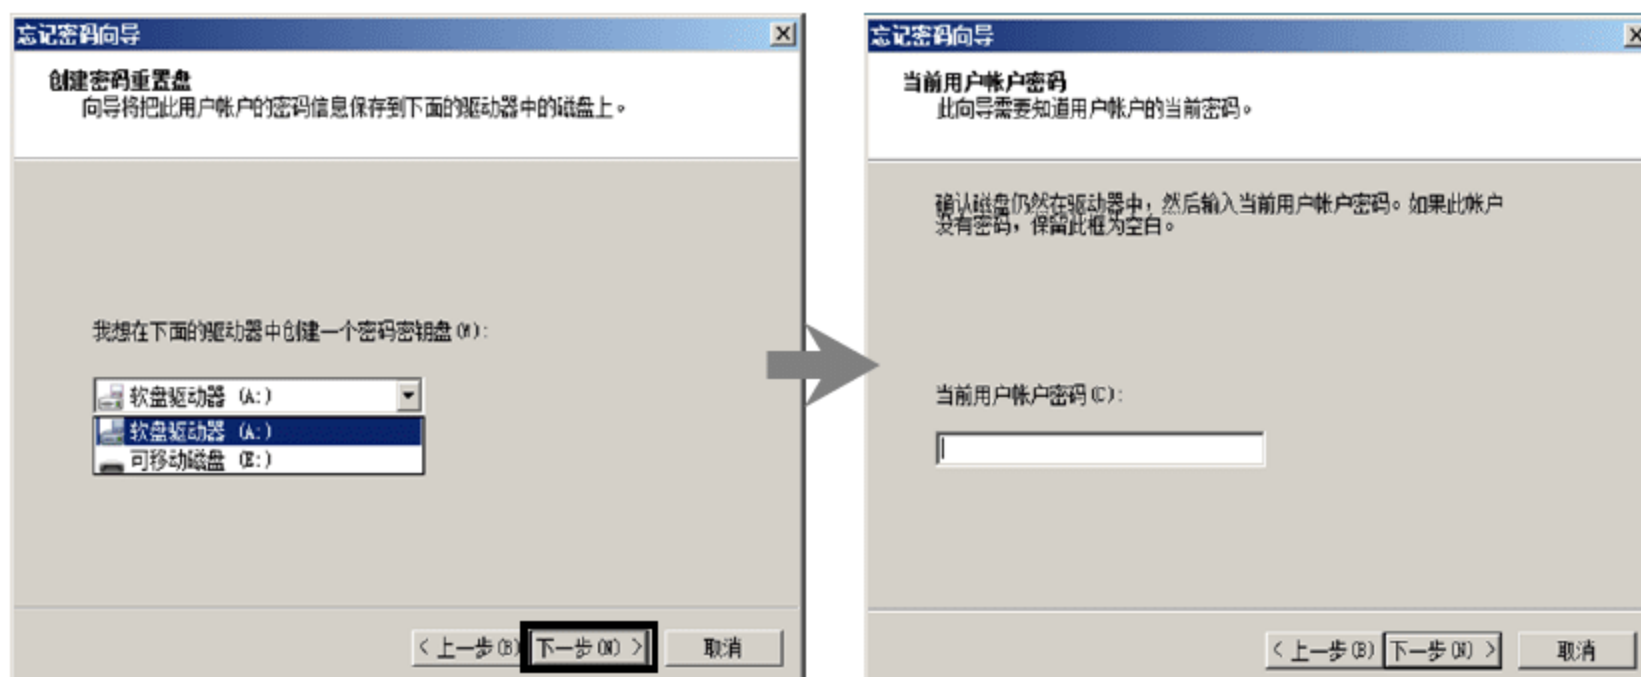 忘记密码向导
创建密码重置盘
向导将把此用户帐户的密码信息保存到下面的驱动器中的磁盘上。
我想在下面的驱动器中创建一个密码密钥盘(W):
软盘驱动器 (A:)
软盘驱动器 (A:)
可移动磁盘 (E:)
< 上一步(B) 下一步(N) > 取消
忘记密码向导
当前用户帐户密码
此向导需要知道用户帐户的当前密码。
确认磁盘仍然在驱动器中，然后输入当前用户帐户密码。如果此帐户
没有密码，保留此框为空白。
当前用户帐户密码(C):
< 上一步(B) 下一步(N) > 取消